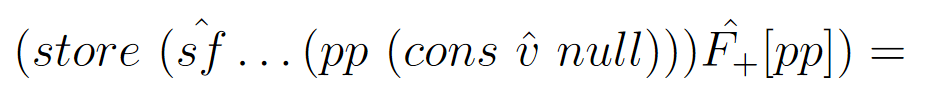 (store (ŝf … (pp (cons v̂ null)))F̂₊[pp]) =